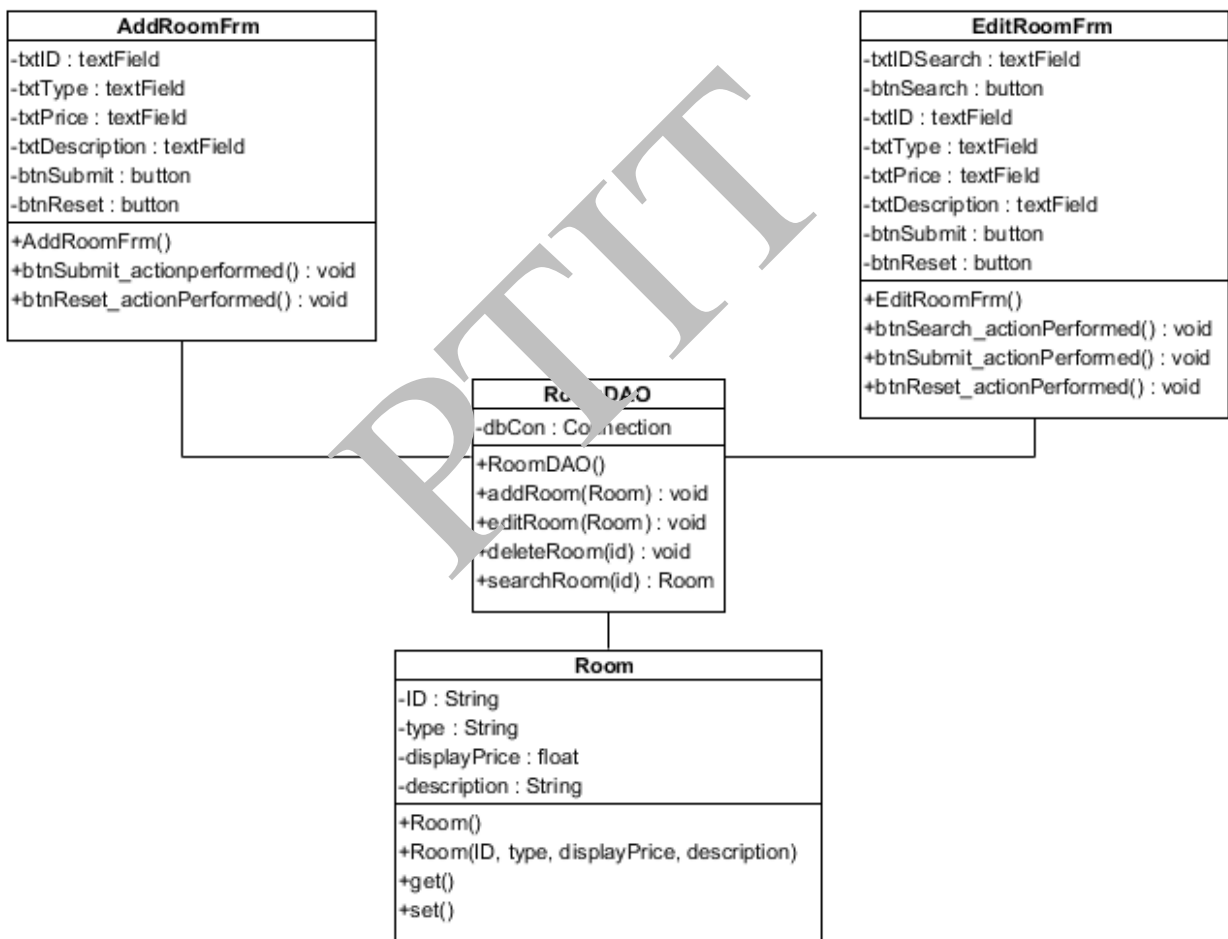 AddRoomFrm
-txtID : textField
-txtType : textField
-txtPrice : textField
-txtDescription : textField
-btnSubmit : button
-btnReset : button
+AddRoomFrm()
+btnSubmit_actionperformed() : void
+btnReset_actionPerformed() : void
EditRoomFrm
-txtIDSearch : textField
-btnSearch : button
-txtID : textField
-txtType : textField
-txtPrice : textField
-txtDescription : textField
-btnSubmit : button
-btnReset : button
+EditRoomFrm()
+btnSearch_actionPerformed() : void
+btnSubmit_actionPerformed() : void
+btnReset_actionPerformed() : void
PTIT
RoomDAO
-dbCon : Connection
+RoomDAO()
+addRoom(Room) : void
+editRoom(Room) : void
+deleteRoom(id) : void
+searchRoom(id) : Room
Room
-ID : String
-type : String
-displayPrice : float
-description : String
+Room()
+Room(ID, type, displayPrice, description)
+get()
+set()